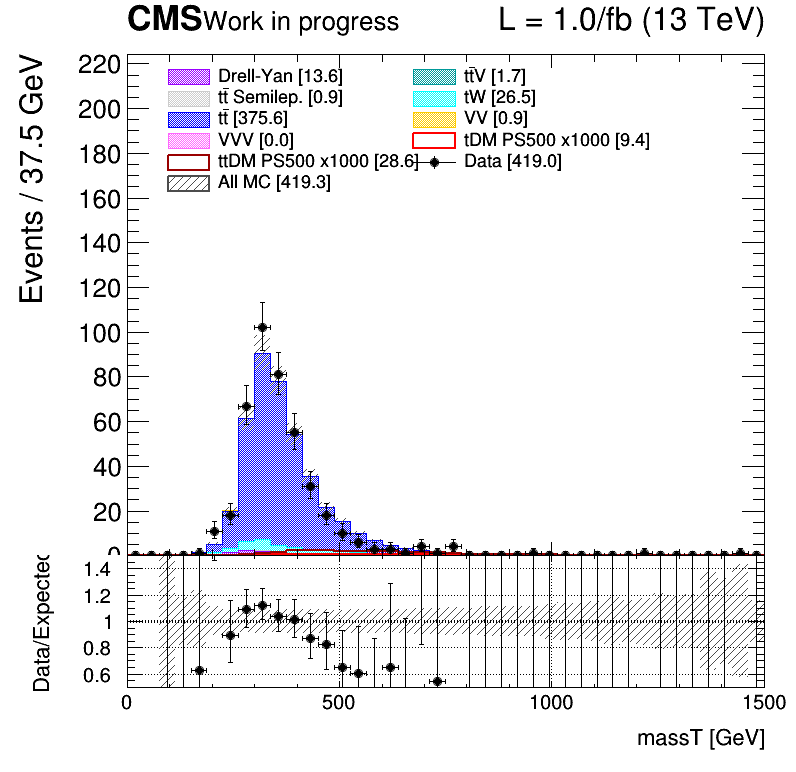 CMS Work in progress L = 1.0/fb (13 TeV)
Events / 37.5 GeV
220
200
180
160
140
120
100
80
60
40
20
0
Drell-Yan [13.6] tt̄V [1.7]
tt̄ Semilep. [0.9] tW [26.5]
tt̄ [375.6] VV [0.9]
VVV [0.0] tDM PS500 x1000 [9.4]
ttDM PS500 x1000 [28.6] Data [419.0]
All MC [419.3]
Data/Expected
1.4
1.2
1
0.8
0.6
0 500 1000 1500
massT [GeV]